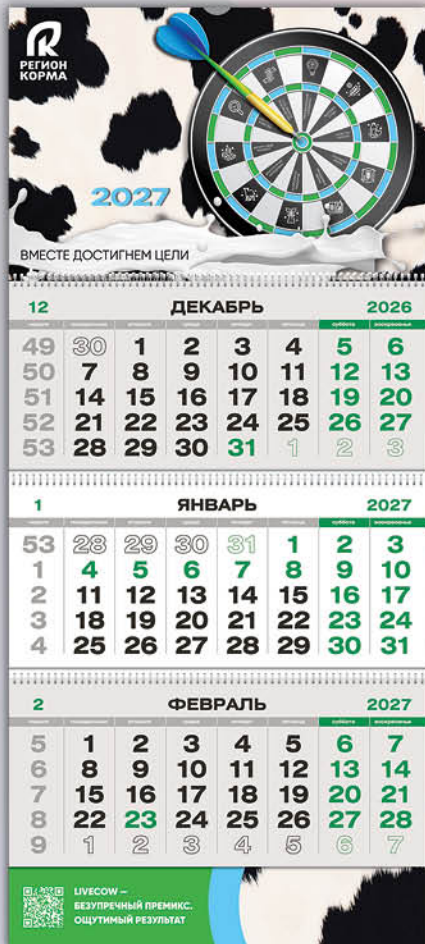 РЕГИОН
КОРМА
2027
ВМЕСТЕ ДОСТИГНЕМ ЦЕЛИ
12 ДЕКАБРЬ 2026
суббота воскресенье
49 30 1 2 3 4 5 6
50 7 8 9 10 11 12 13
51 14 15 16 17 18 19 20
52 21 22 23 24 25 26 27
53 28 29 30 31 1 2 3
1 ЯНВАРЬ 2027
суббота воскресенье
53 28 29 30 31 1 2 3
1 4 5 6 7 8 9 10
2 11 12 13 14 15 16 17
3 18 19 20 21 22 23 24
4 25 26 27 28 29 30 31
2 ФЕВРАЛЬ 2027
суббота воскресенье
5 1 2 3 4 5 6 7
6 8 9 10 11 12 13 14
7 15 16 17 18 19 20 21
8 22 23 24 25 26 27 28
9 1 2 3 4 5 6 7
LIVECOW –
БЕЗУПРЕЧНЫЙ ПРЕМИКС.
ОЩУТИМЫЙ РЕЗУЛЬТАТ